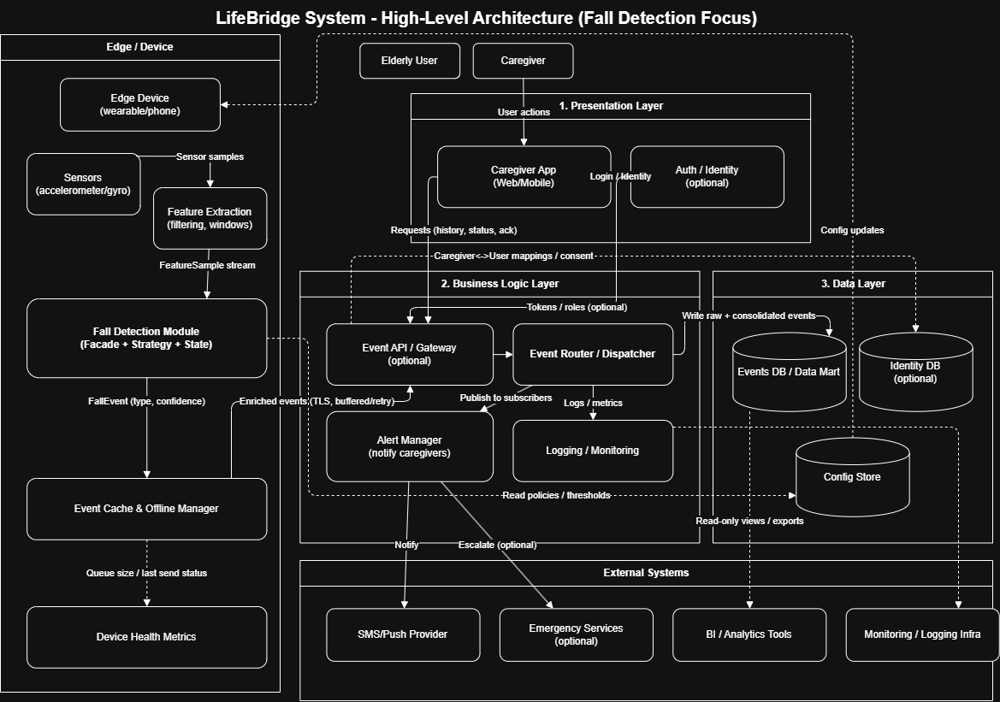 LifeBridge System - High-Level Architecture (Fall Detection Focus)
Edge / Device
Edge Device
(wearable/phone)
Sensors
(accelerometer/gyro)
Sensor samples
Feature Extraction
(filtering, windows)
FeatureSample stream
Fall Detection Module
(Facade + Strategy + State)
FallEvent (type, confidence)
Event Cache & Offline Manager
Queue size / last send status
Device Health Metrics
Elderly User
Caregiver
User actions
1. Presentation Layer
Caregiver App
(Web/Mobile)
Login / Identity
Auth / Identity
(optional)
Requests (history, status, ack)
Config updates
Caregiver<->User mappings / consent
2. Business Logic Layer
Tokens / roles (optional)
Event API / Gateway
(optional)
Event Router / Dispatcher
Enriched events (TLS, buffered/retry)
Publish to subscribers
Logs / metrics
Alert Manager
(notify caregivers)
Logging / Monitoring
Read policies / thresholds
Notify
Escalate (optional)
3. Data Layer
Write raw + consolidated events
Events DB / Data Mart
Identity DB
(optional)
Config Store
Read-only views / exports
External Systems
SMS/Push Provider
Emergency Services
(optional)
BI / Analytics Tools
Monitoring / Logging Infra